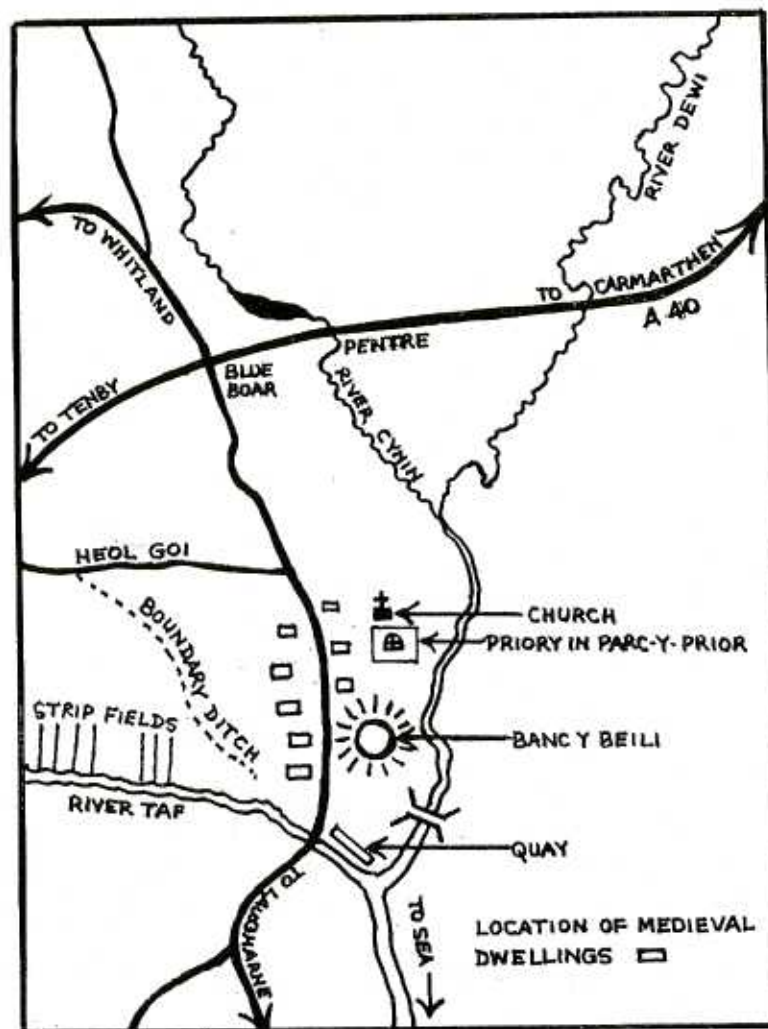 RIVER DEWI
TO WHITLAND
TO CARMARTHEN
A 40
PENTRE
BLUE
BOAR
TO TENBY
RIVER CYNIN
HEOL GOI
BOUNDARY DITCH
CHURCH
PRIORY IN PARC-Y-PRIOR
STRIP FIELDS
BANC Y BEILI
RIVER TAF
QUAY
TO LAUGHARNE
TO SEA
LOCATION OF MEDIEVAL
DWELLINGS